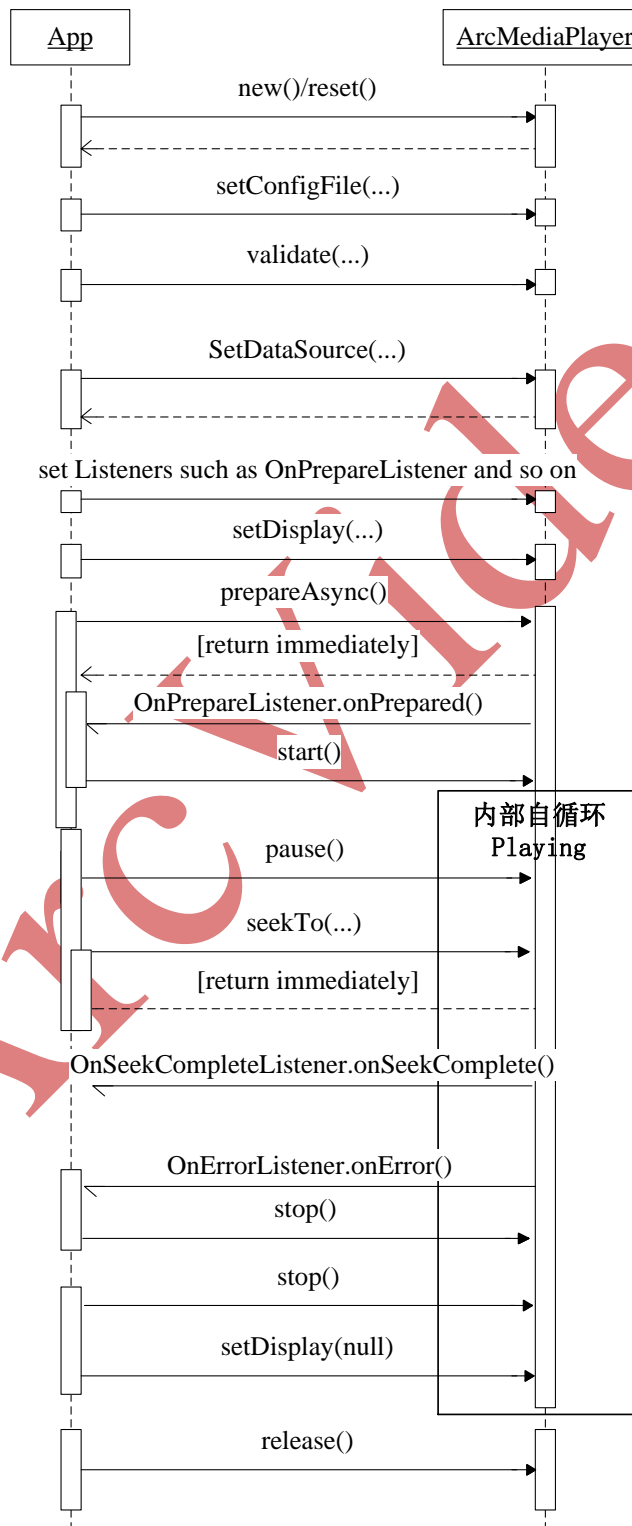 App
ArcMediaPlayer
new()/reset()
setConfigFile(...)
validate(...)
SetDataSource(...)
set Listeners such as OnPrepareListener and so on
setDisplay(...)
prepareAsync()
[return immediately]
OnPrepareListener.onPrepared()
start()
内部自循环
Playing
pause()
seekTo(...)
[return immediately]
OnSeekCompleteListener.onSeekComplete()
OnErrorListener.onError()
stop()
stop()
setDisplay(null)
release()
rc Vide